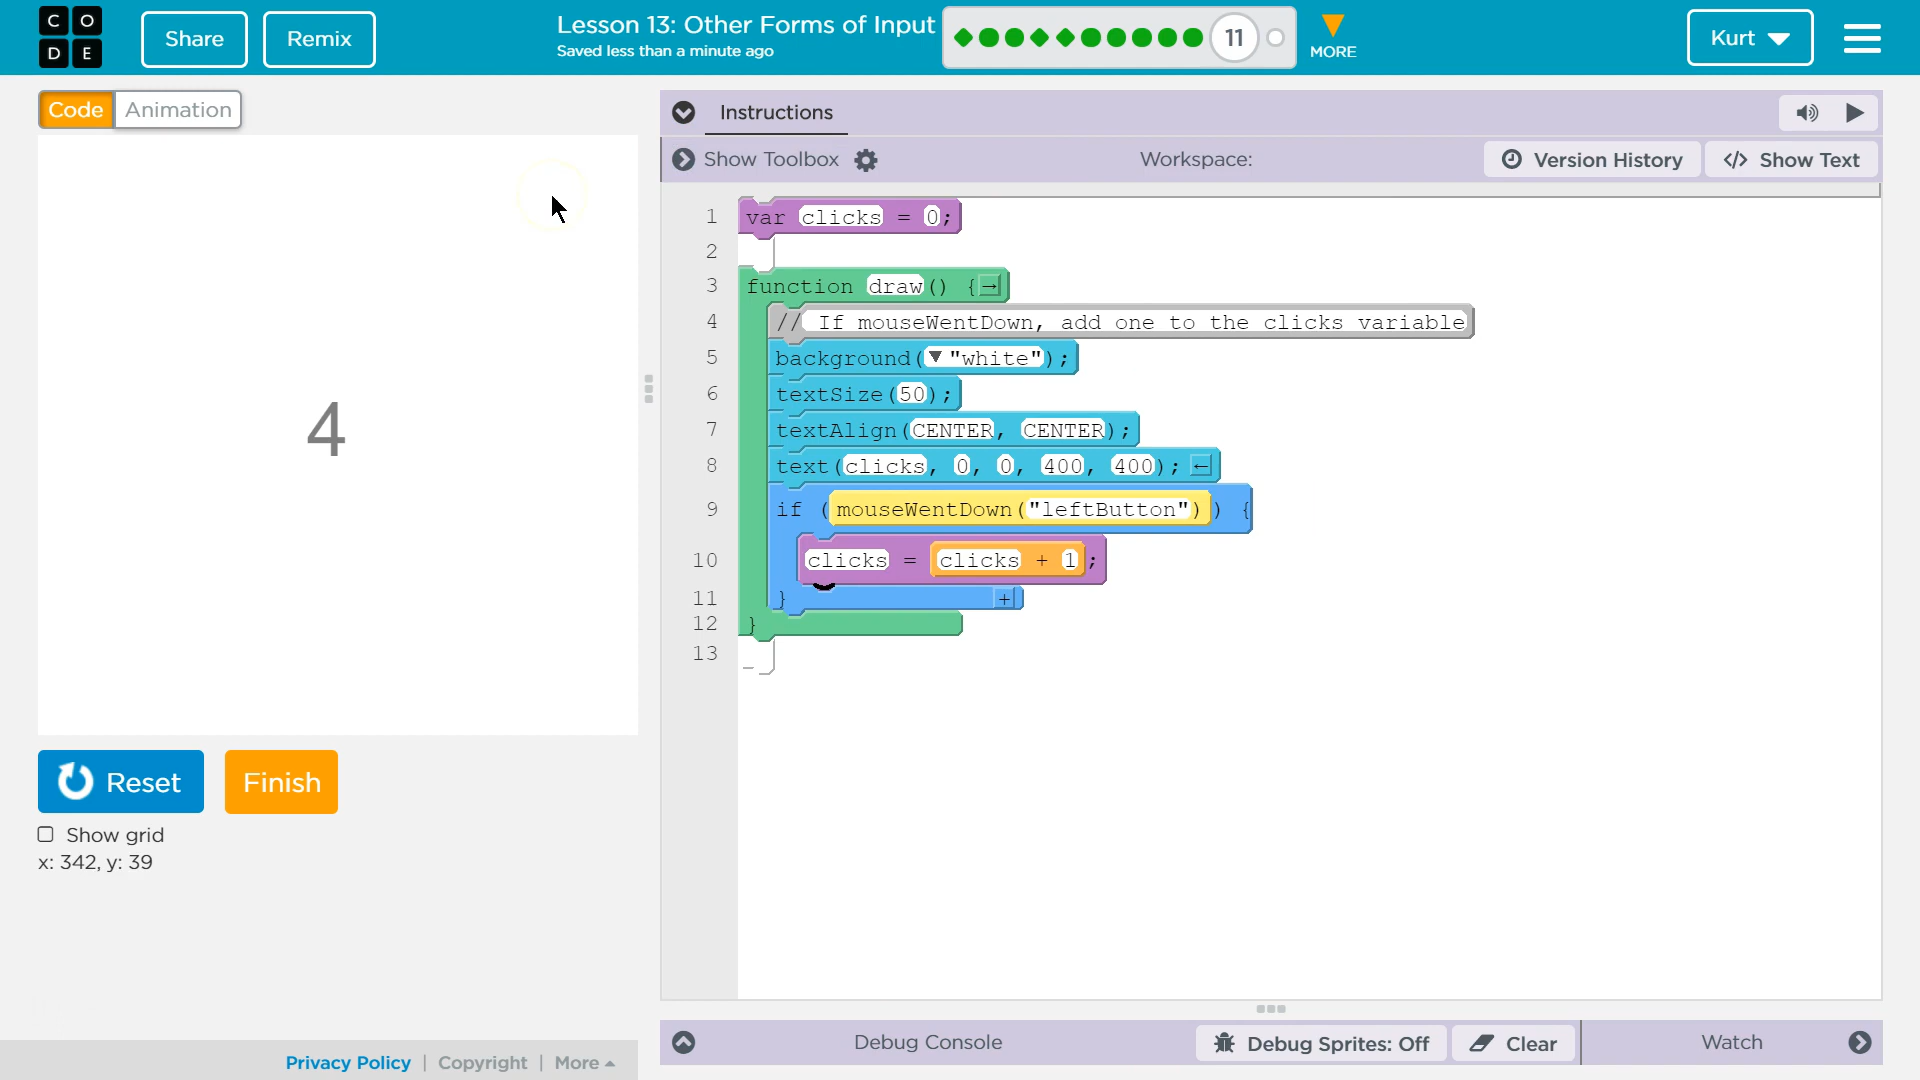 C O
D E
Share
Remix
Lesson 13: Other Forms of Input
Saved less than a minute ago
11
MORE
Kurt
Code
Animation
Instructions
Show Toolbox
Workspace:
Version History
</> Show Text
1 var clicks = 0;
2
3 function draw() {→
4 // If mouseWentDown, add one to the clicks variable
5 background(▼"white");
6 textSize(50);
7 textAlign(CENTER, CENTER);
8 text(clicks, 0, 0, 400, 400); ←
9 if (mouseWentDown("leftButton")) {
10 clicks = clicks + 1;
11 } +
12 }
13
4
Reset
Finish
Show grid
x: 342, y: 39
Privacy Policy | Copyright | More
Debug Console
Debug Sprites: Off
Clear
Watch